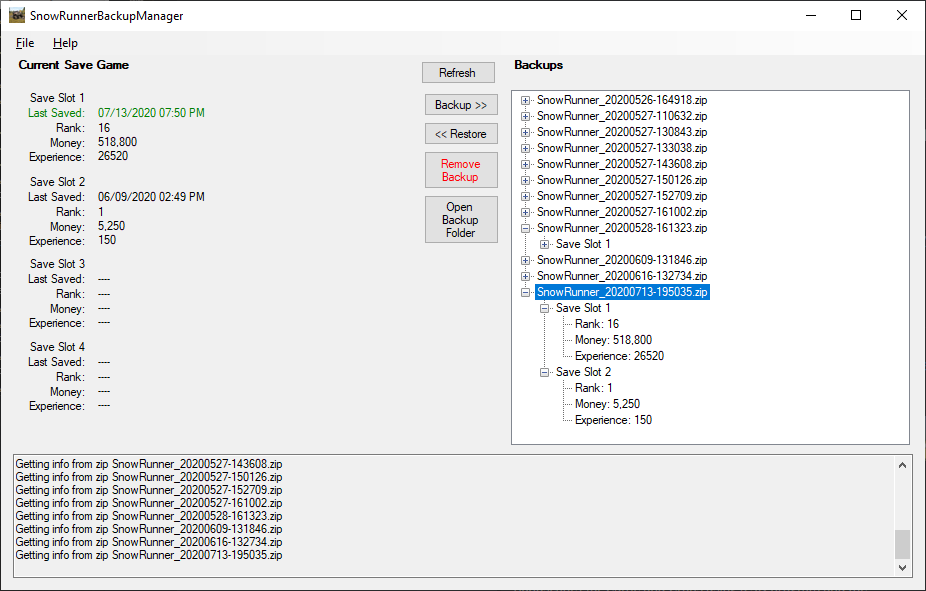 SnowRunnerBackupManager
File Help
Current Save Game
Save Slot 1
Last Saved: 07/13/2020 07:50 PM
Rank: 16
Money: 518,800
Experience: 26520
Save Slot 2
Last Saved: 06/09/2020 02:49 PM
Rank: 1
Money: 5,250
Experience: 150
Save Slot 3
Last Saved: ----
Rank: ----
Money: ----
Experience: ----
Save Slot 4
Last Saved: ----
Rank: ----
Money: ----
Experience: ----
Refresh
Backup >>
<< Restore
Remove
Backup
Open
Backup
Folder
Backups
SnowRunner_20200526-164918.zip
SnowRunner_20200527-110632.zip
SnowRunner_20200527-130843.zip
SnowRunner_20200527-133038.zip
SnowRunner_20200527-143608.zip
SnowRunner_20200527-150126.zip
SnowRunner_20200527-152709.zip
SnowRunner_20200527-161002.zip
SnowRunner_20200528-161323.zip
Save Slot 1
SnowRunner_20200609-131846.zip
SnowRunner_20200616-132734.zip
SnowRunner_20200713-195035.zip
Save Slot 1
Rank: 16
Money: 518,800
Experience: 26520
Save Slot 2
Rank: 1
Money: 5,250
Experience: 150
Getting info from zip SnowRunner_20200527-143608.zip
Getting info from zip SnowRunner_20200527-150126.zip
Getting info from zip SnowRunner_20200527-152709.zip
Getting info from zip SnowRunner_20200527-161002.zip
Getting info from zip SnowRunner_20200528-161323.zip
Getting info from zip SnowRunner_20200609-131846.zip
Getting info from zip SnowRunner_20200616-132734.zip
Getting info from zip SnowRunner_20200713-195035.zip